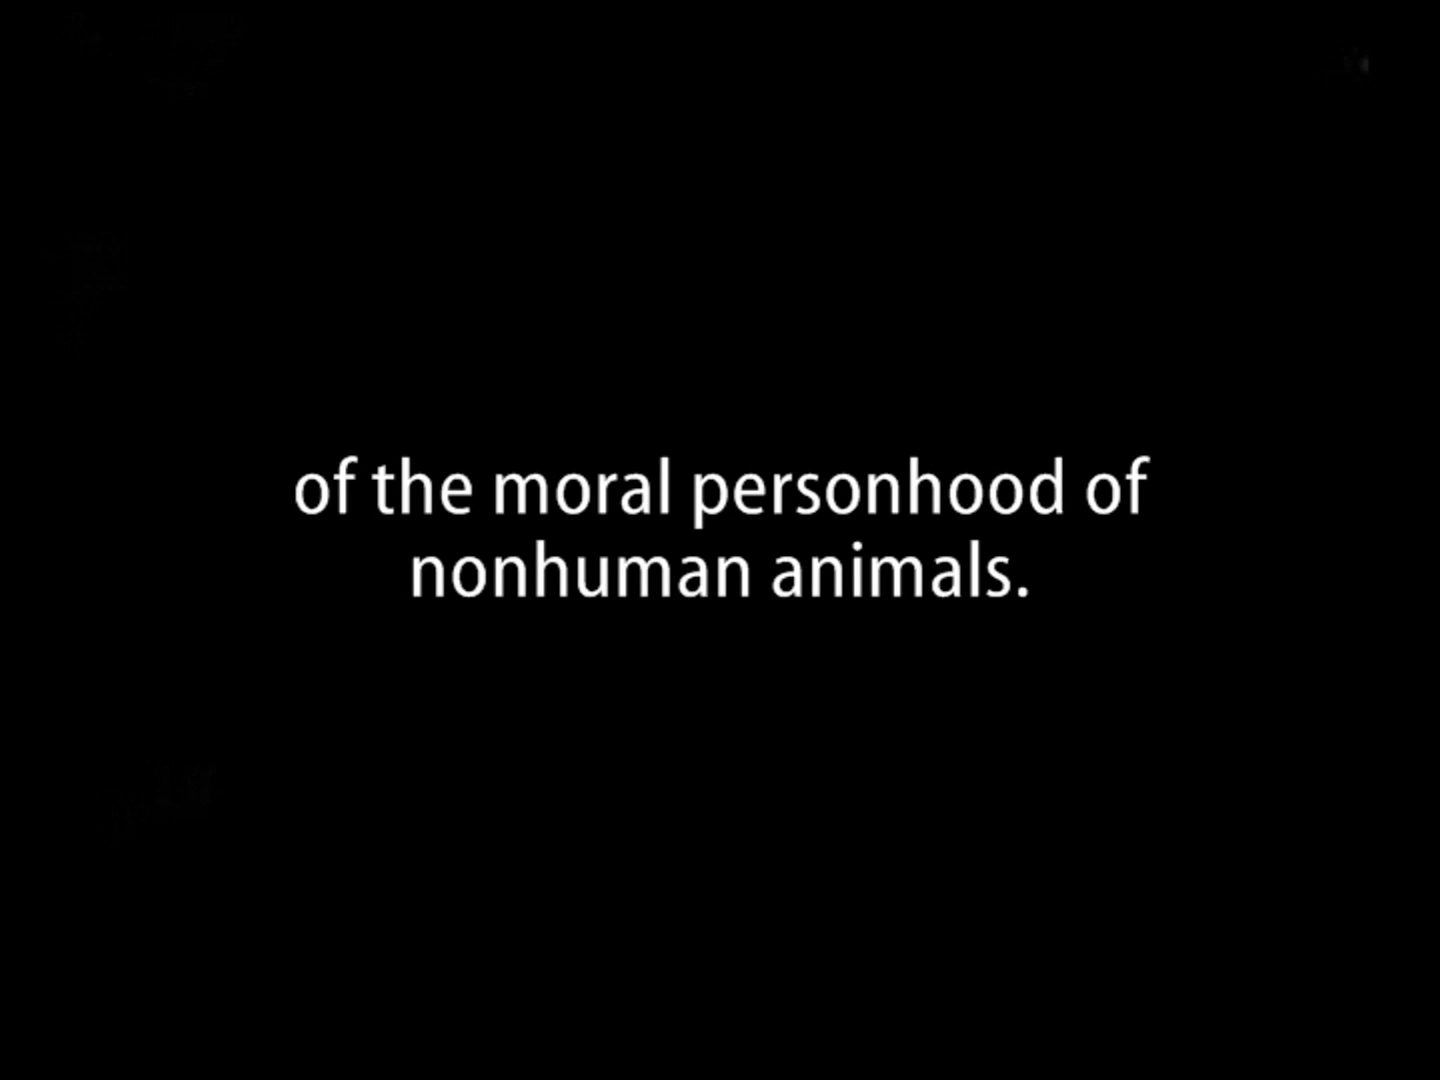 of the moral personhood of
nonhuman animals.